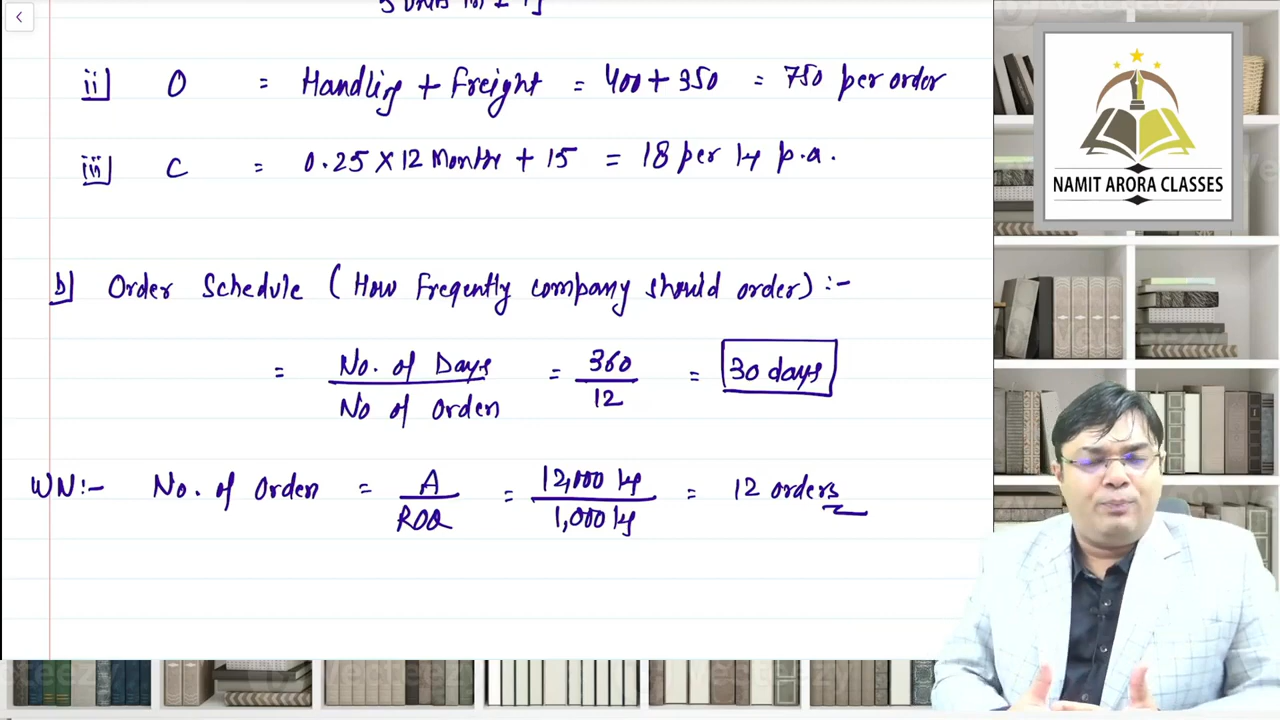 ii] O = Handling + Freight = 400 + 350 = 750 per order
iii] C = 0.25 X 12 Months + 15 = 18 per kg p.a.
b] Order Schedule ( How Freqently company should order) :-
= No. of Days / No of Orders = 360 / 12 = 30 days
WN:- No. of Orders = A / ROQ = 12,000 kg / 1,000 kg = 12 orders
NAMIT ARORA CLASSES